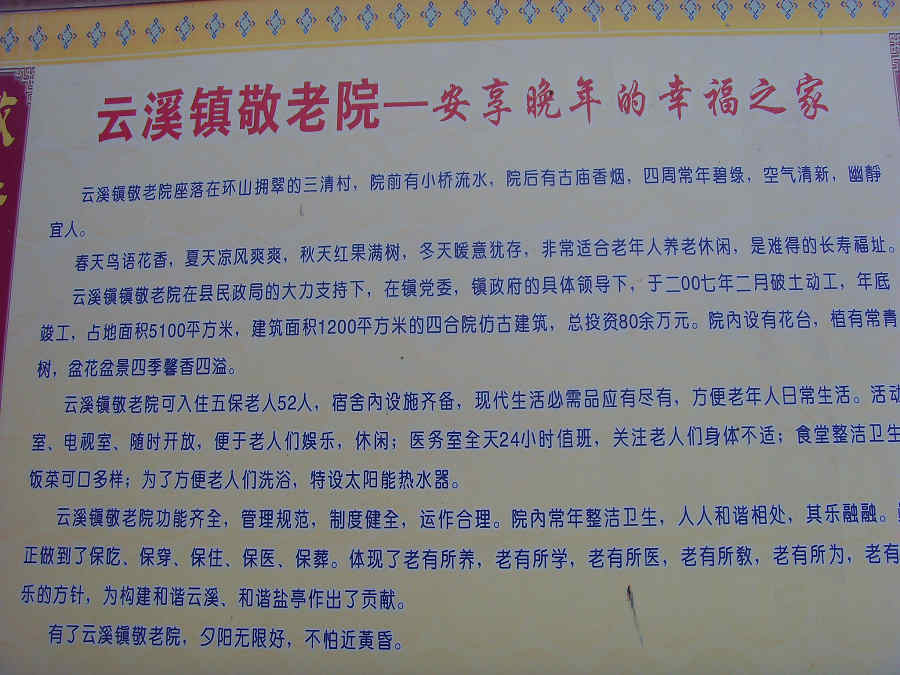 云溪镇敬老院—安享晚年的幸福之家
云溪镇敬老院座落在环山拥翠的三清村，院前有小桥流水，院后有古庙香烟，四周常年碧绿，空气清新，幽静
宜人。
春天鸟语花香，夏天凉风爽爽，秋天红果满树，冬天暖意犹存，非常适合老年人养老休闲，是难得的长寿福址。
云溪镇镇敬老院在县民政局的大力支持下，在镇党委，镇政府的具体领导下，于二00七年二月破土动工，年底
竣工，占地面积5100平方米，建筑面积1200平方米的四合院仿古建筑，总投资80余万元。院内设有花台，植有常青
树，盆花盆景四季馨香四溢。
云溪镇敬老院可入住五保老人52人，宿舍内设施齐备，现代生活必需品应有尽有，方便老年人日常生活。活动
室、电视室、随时开放，便于老人们娱乐，休闲；医务室全天24小时值班，关注老人们身体不适；食堂整洁卫生
饭菜可口多样；为了方便老人们洗浴，特设太阳能热水器。
云溪镇敬老院功能齐全，管理规范，制度健全，运作合理。院内常年整洁卫生，人人和谐相处，其乐融融。
正做到了保吃、保穿、保住、保医、保葬。体现了老有所养，老有所学，老有所医，老有所教，老有所为，老有
乐的方针，为构建和谐云溪、和谐盐亭作出了贡献。
有了云溪镇敬老院，夕阳无限好，不怕近黄昏。